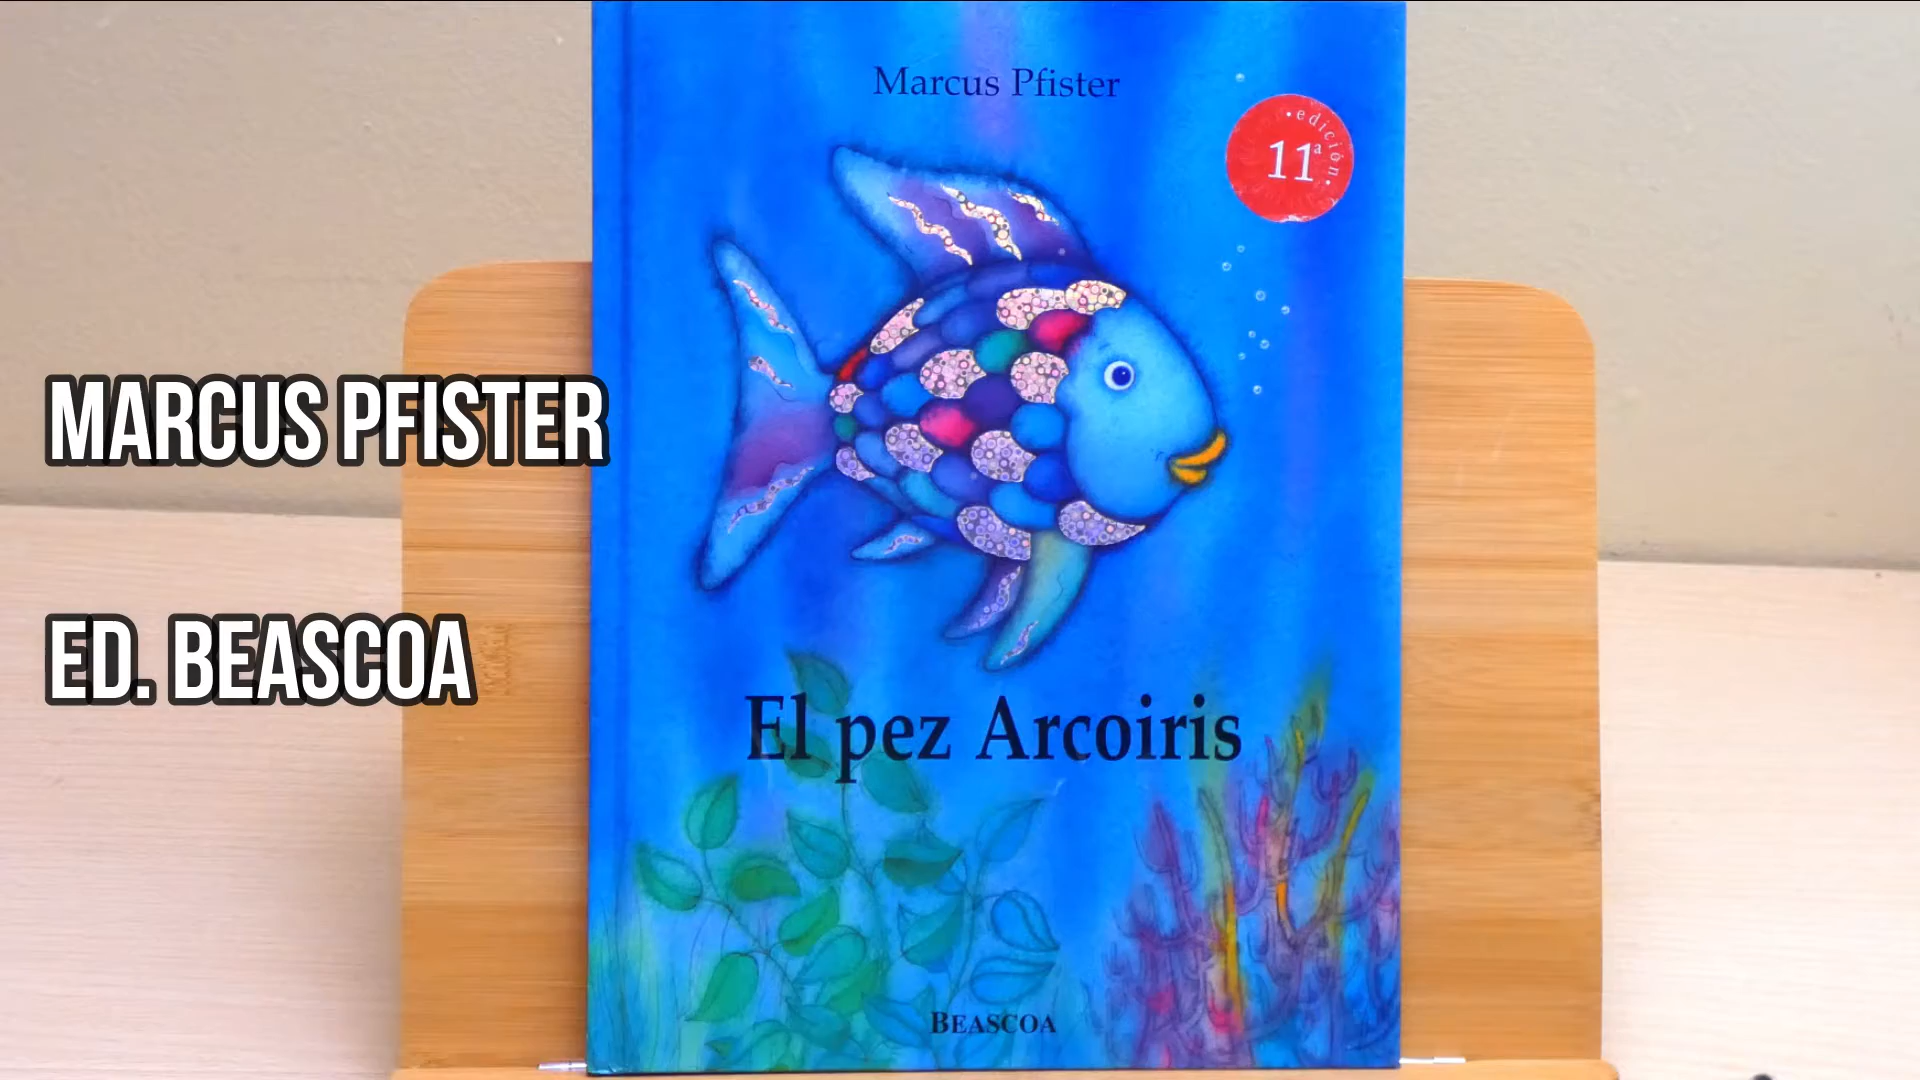 Marcus Pfister
• edición •
11ª
MARCUS PFISTER
ED. BEASCOA
El pez Arcoiris
BEASCOA